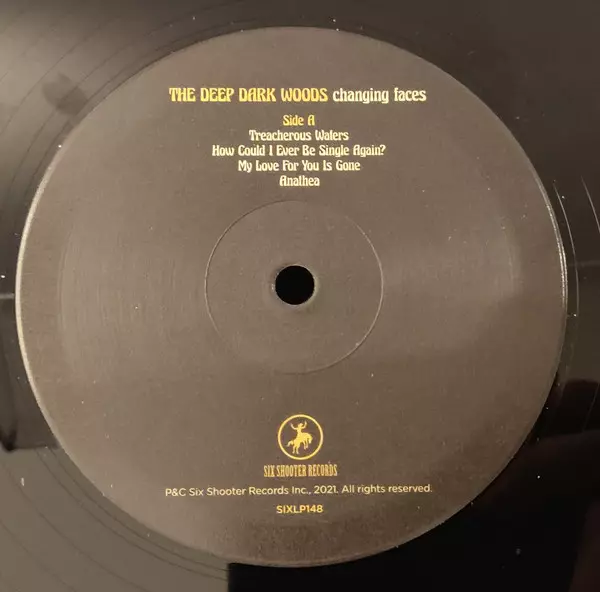 THE DEEP DARK WOODS changing faces
Side A
Treacherous Waters
How Could I Ever Be Single Again?
My Love For You Is Gone
Anathea
SIX SHOOTER RECORDS
P&C Six Shooter Records Inc., 2021. All rights reserved.
SIXLP148